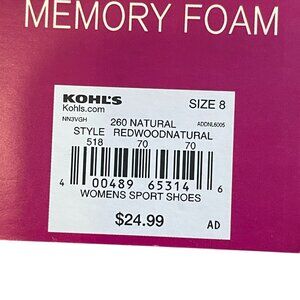 MEMORY FOAM
KOHL'S SIZE 8
Kohls.com
NN3VGH 260 NATURAL ADDNL6005
STYLE REDWOODNATURAL
518 70 70
4 00489 65314 6
WOMENS SPORT SHOES
$24.99 AD